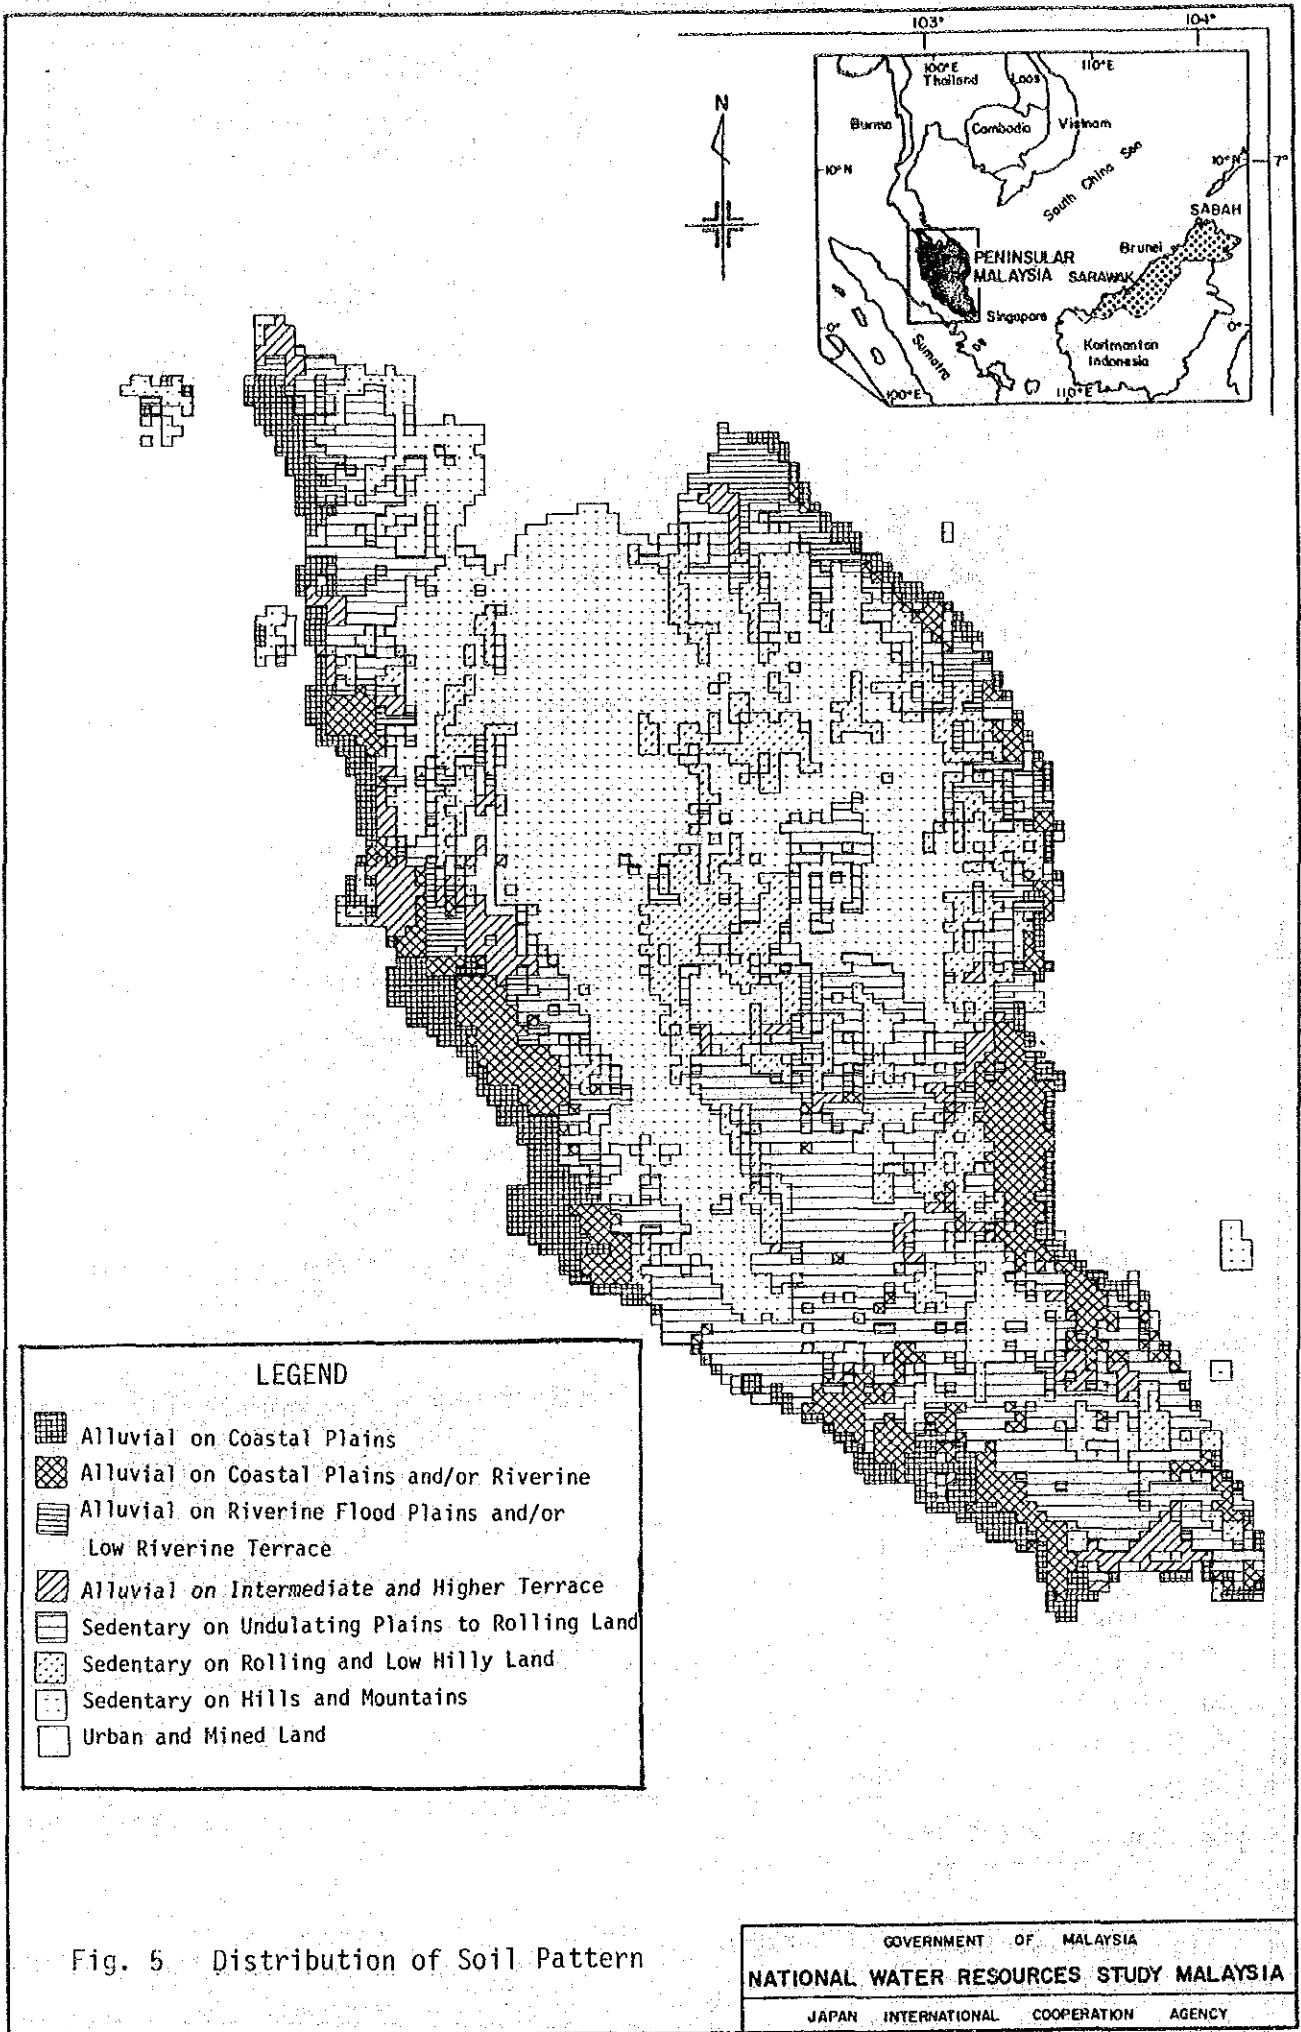 103°
104°
100°E
110°E
Thailand
Laos
Burma
Cambodia
Vietnam
10°N
10°N
7°
South China Sea
SABAH
Brunei
PENINSULAR
MALAYSIA
SARAWAK
Singapore
0°
0°
Sumatra
Kalimantan
Indonesia
100°E
110°E
N
LEGEND
Alluvial on Coastal Plains
Alluvial on Coastal Plains and/or Riverine
Alluvial on Riverine Flood Plains and/or
Low Riverine Terrace
Alluvial on Intermediate and Higher Terrace
Sedentary on Undulating Plains to Rolling Land
Sedentary on Rolling and Low Hilly Land
Sedentary on Hills and Mountains
Urban and Mined Land
Fig. 5 Distribution of Soil Pattern
GOVERNMENT OF MALAYSIA
NATIONAL WATER RESOURCES STUDY MALAYSIA
JAPAN INTERNATIONAL COOPERATION AGENCY